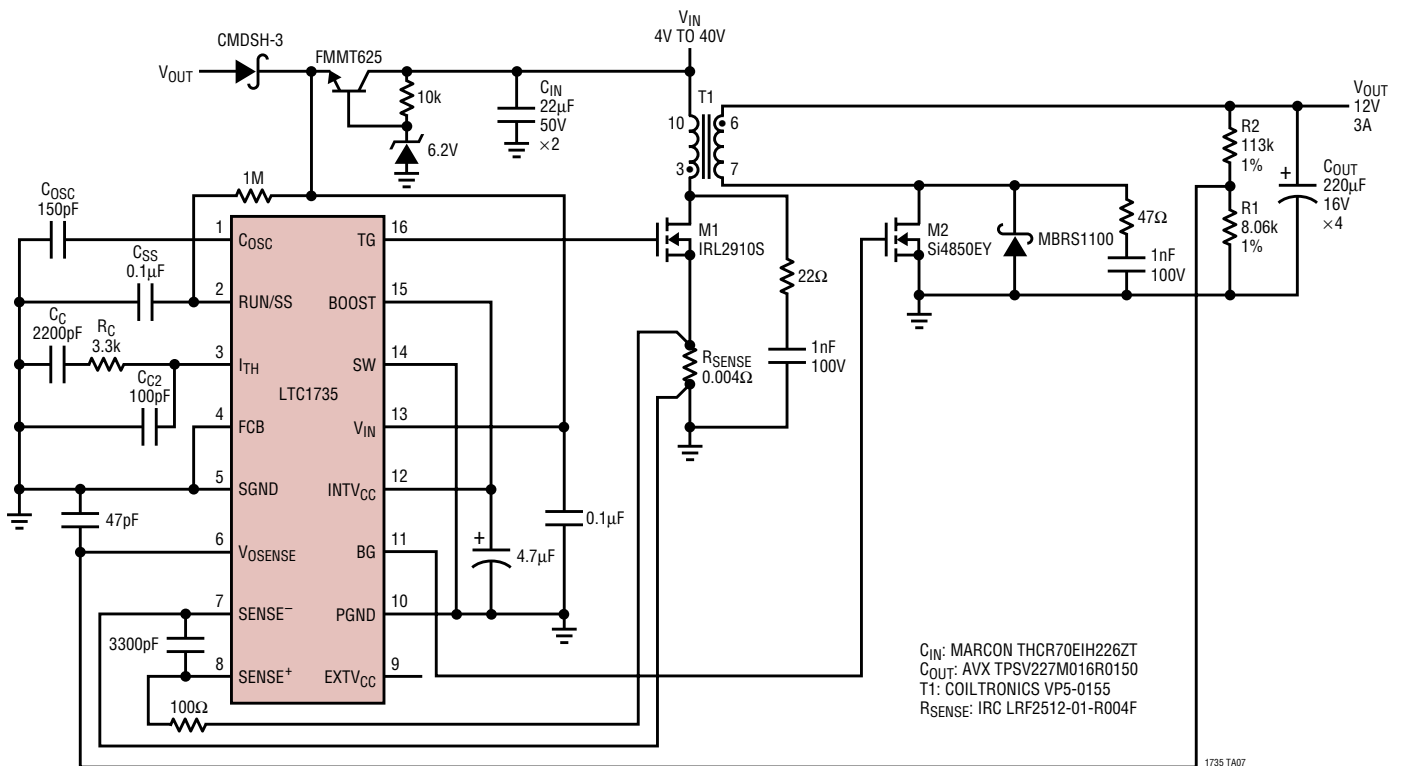 V_IN
4V TO 40V
CMDSH-3
FMMT625
V_OUT
10k
C_IN
22µF
50V
×2
6.2V
T1
10
6
3
7
V_OUT
12V
3A
R2
113k
1%
R1
8.06k
1%
C_OUT
220µF
16V
×4
+
1M
C_OSC
150pF
C_SS
0.1µF
C_C
2200pF
R_C
3.3k
C_C2
100pF
47pF
3300pF
100Ω
LTC1735
1
C_OSC
2
RUN/SS
3
I_TH
4
FCB
5
SGND
6
V_OSENSE
7
SENSE−
8
SENSE+
TG
16
BOOST
15
SW
14
V_IN
13
INTV_CC
12
BG
11
PGND
10
EXTV_CC
9
+
4.7µF
0.1µF
M1
IRL2910S
22Ω
1nF
100V
R_SENSE
0.004Ω
M2
Si4850EY
MBRS1100
47Ω
1nF
100V
C_IN: MARCON THCR70EIH226ZT
C_OUT: AVX TPSV227M016R0150
T1: COILTRONICS VP5-0155
R_SENSE: IRC LRF2512-01-R004F
1735 TA07